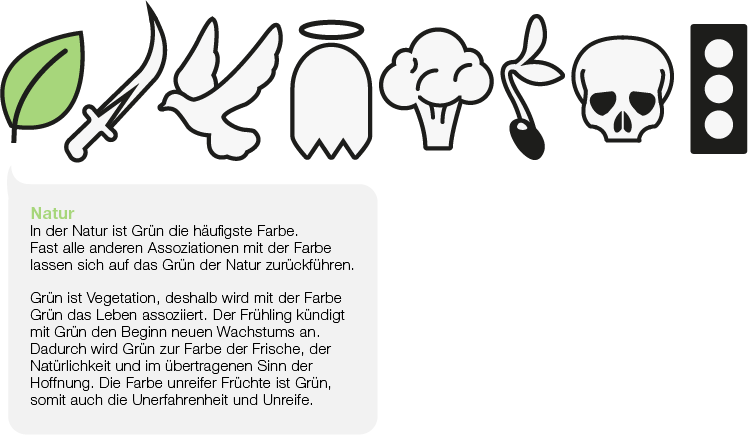 Natur
In der Natur ist Grün die häufigste Farbe.
Fast alle anderen Assoziationen mit der Farbe
lassen sich auf das Grün der Natur zurückführen.
Grün ist Vegetation, deshalb wird mit der Farbe
Grün das Leben assoziiert. Der Frühling kündigt
mit Grün den Beginn neuen Wachstums an.
Dadurch wird Grün zur Farbe der Frische, der
Natürlichkeit und im übertragenen Sinn der
Hoffnung. Die Farbe unreifer Früchte ist Grün,
somit auch die Unerfahrenheit und Unreife.